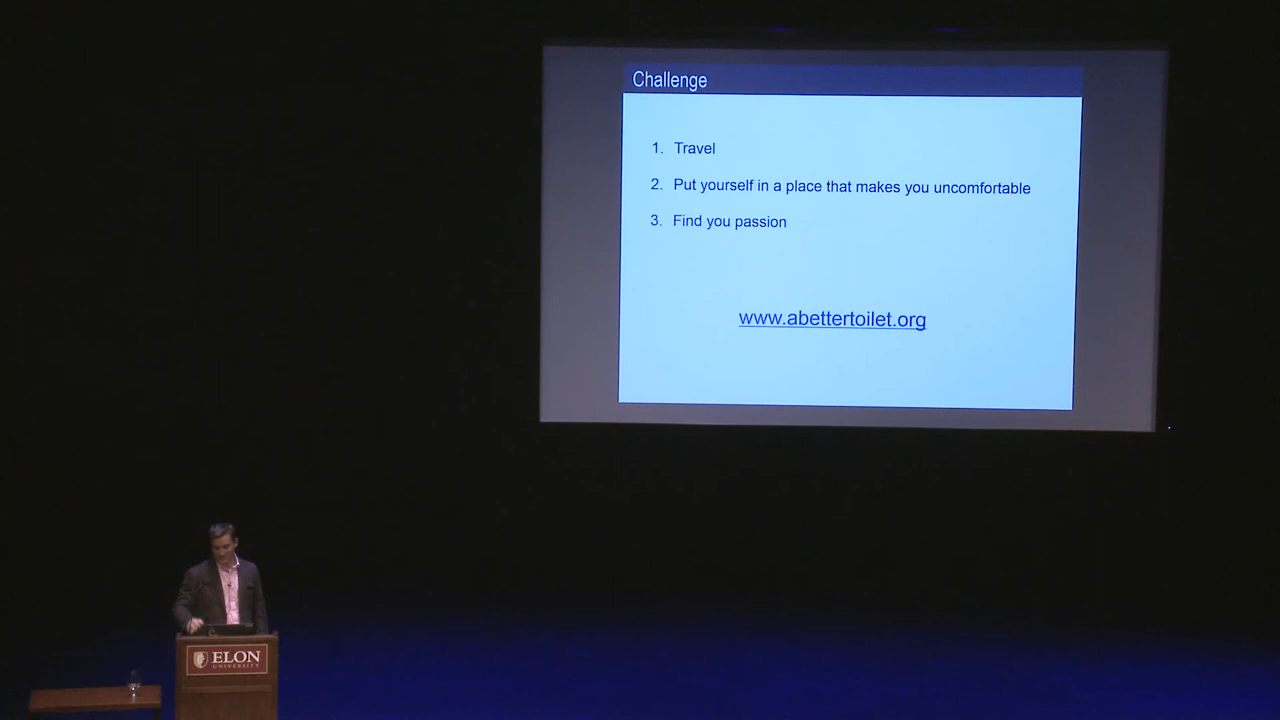 Challenge
1. Travel
2. Put yourself in a place that makes you uncomfortable
3. Find you passion
www.abettertoilet.org
ELON
UNIVERSITY